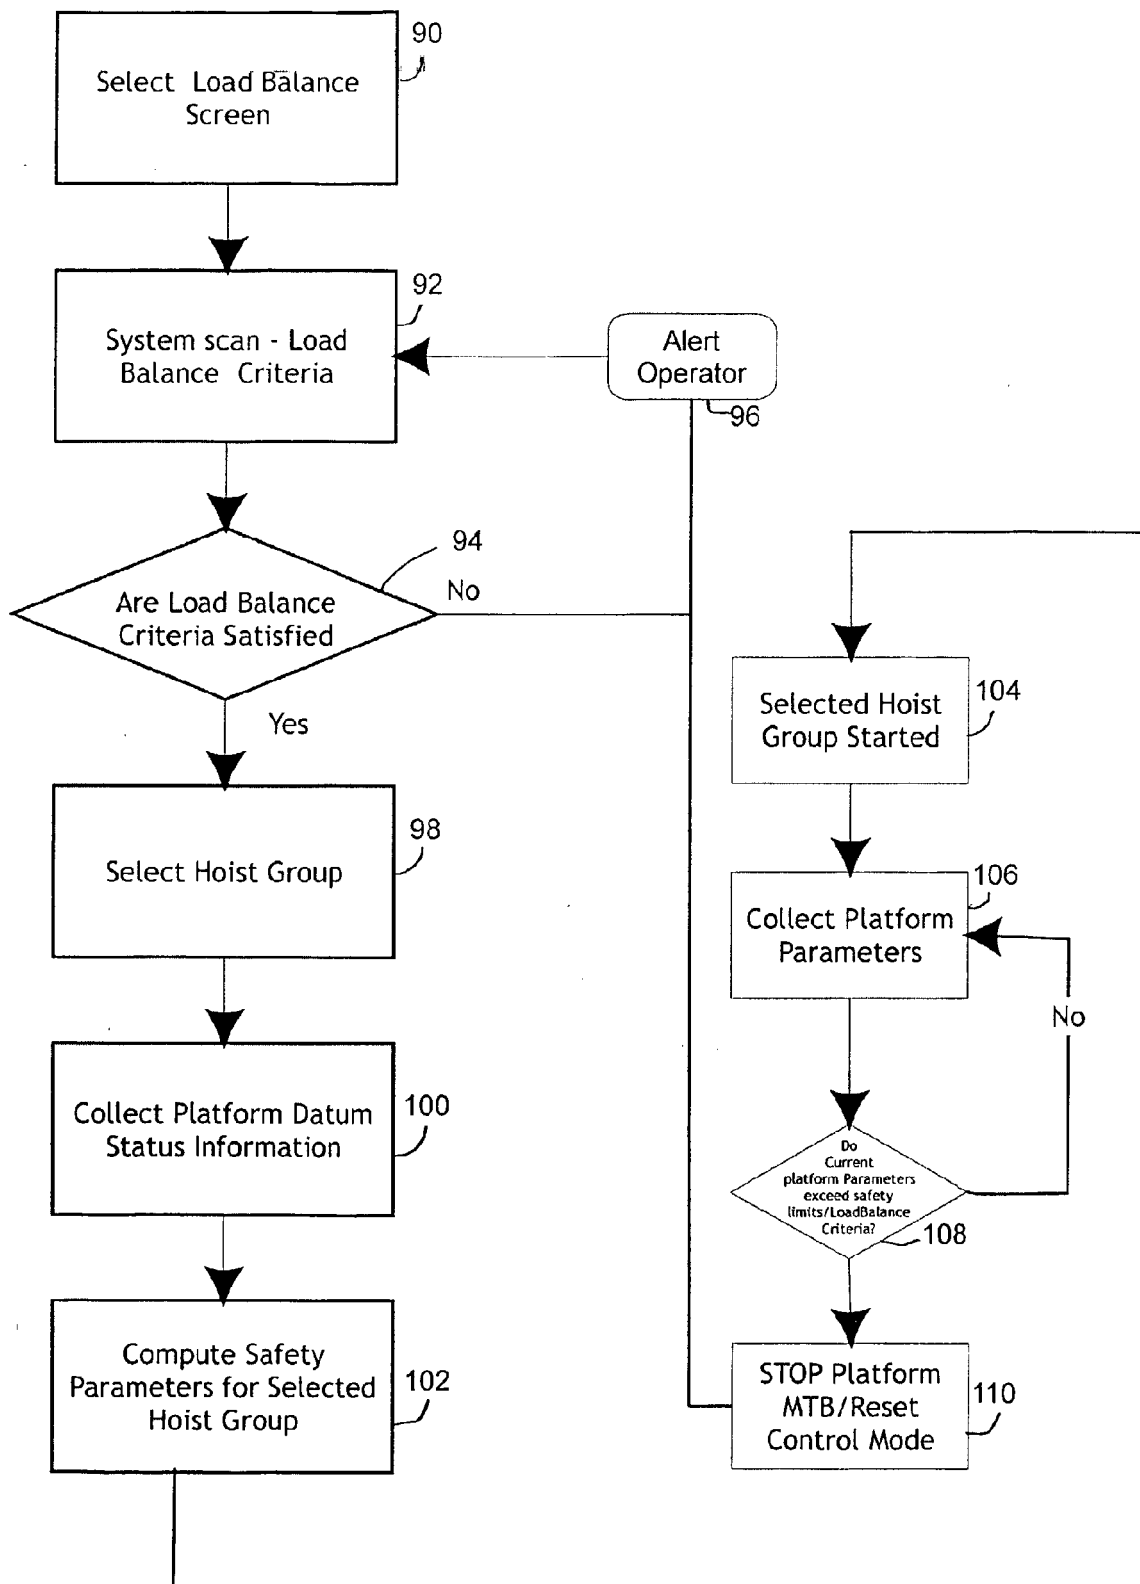 90
Select Load Balance
Screen
92
System scan - Load
Balance Criteria
Alert
Operator
96
94
No
Are Load Balance
Criteria Satisfied
Yes
98
Select Hoist Group
100
Collect Platform Datum
Status Information
102
Compute Safety
Parameters for Selected
Hoist Group
104
Selected Hoist
Group Started
106
Collect Platform
Parameters
No
Do
Current
platform Parameters
exceed safety
limits/LoadBalance
Criteria?
108
STOP Platform
MTB/Reset
Control Mode
110